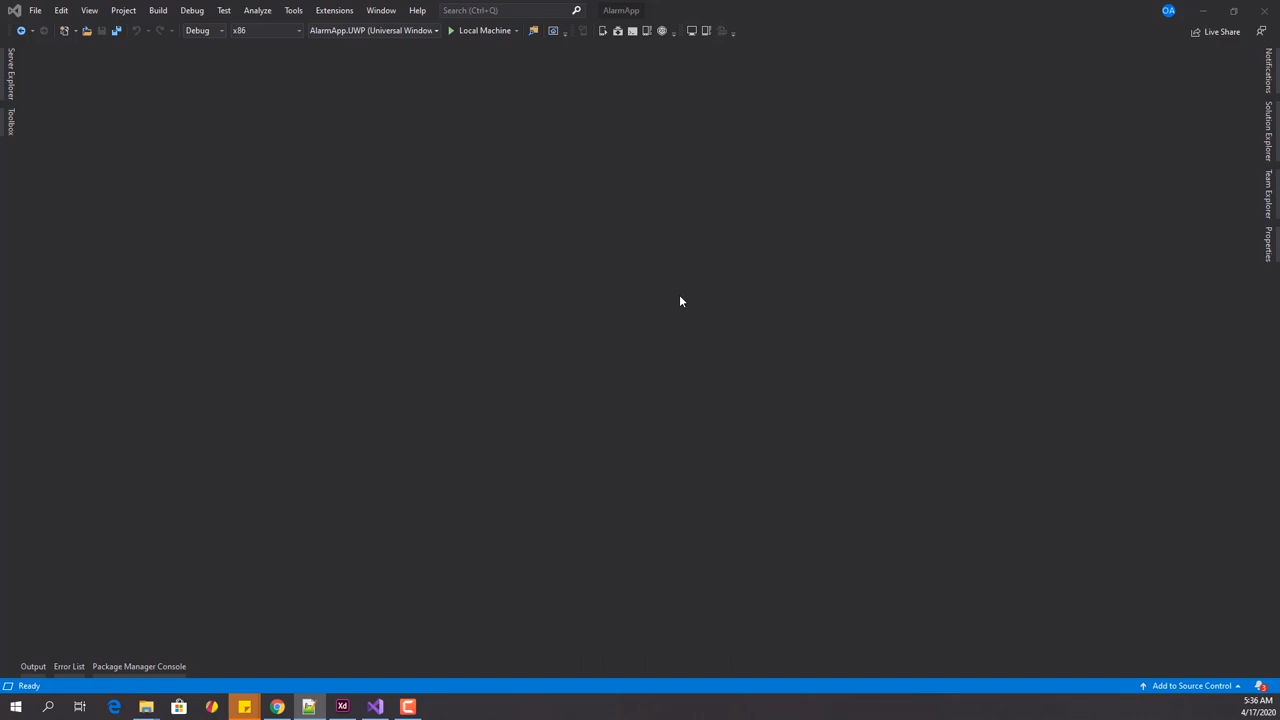 File Edit View Project Build Debug Test Analyze Tools Extensions Window Help Search (Ctrl+Q) AlarmApp OA
Debug x86 AlarmApp.UWP (Universal Window Local Machine Live Share
Server Explorer
Toolbox
Notifications
Solution Explorer
Team Explorer
Properties
Output Error List Package Manager Console
Ready Add to Source Control 3
Xd 5:36 AM
4/17/2020